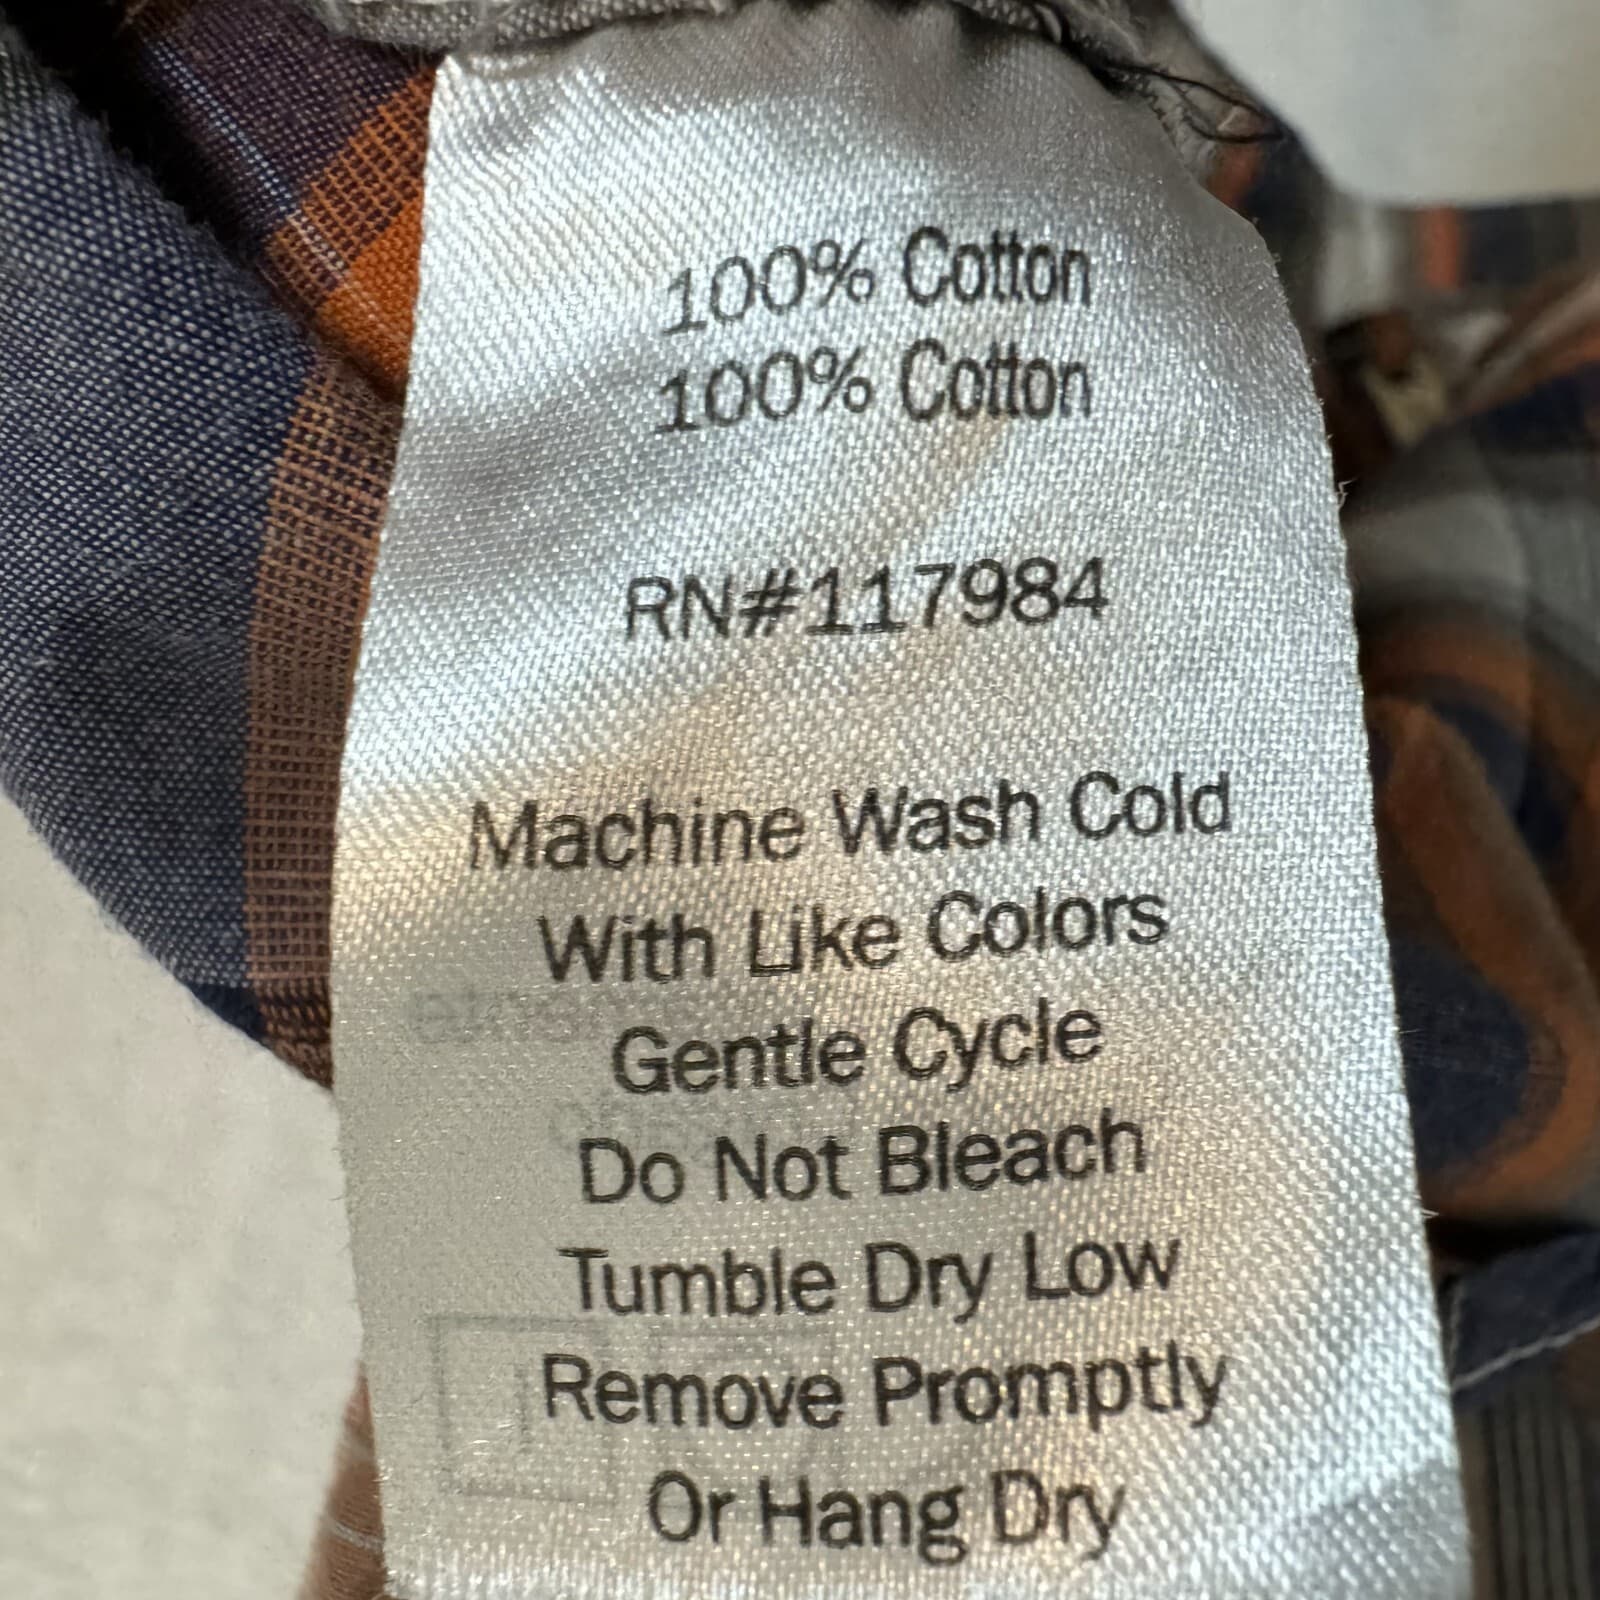 100% Cotton
100% Cotton
RN#117984
Machine Wash Cold
With Like Colors
Gentle Cycle
Do Not Bleach
Tumble Dry Low
Remove Promptly
Or Hang Dry